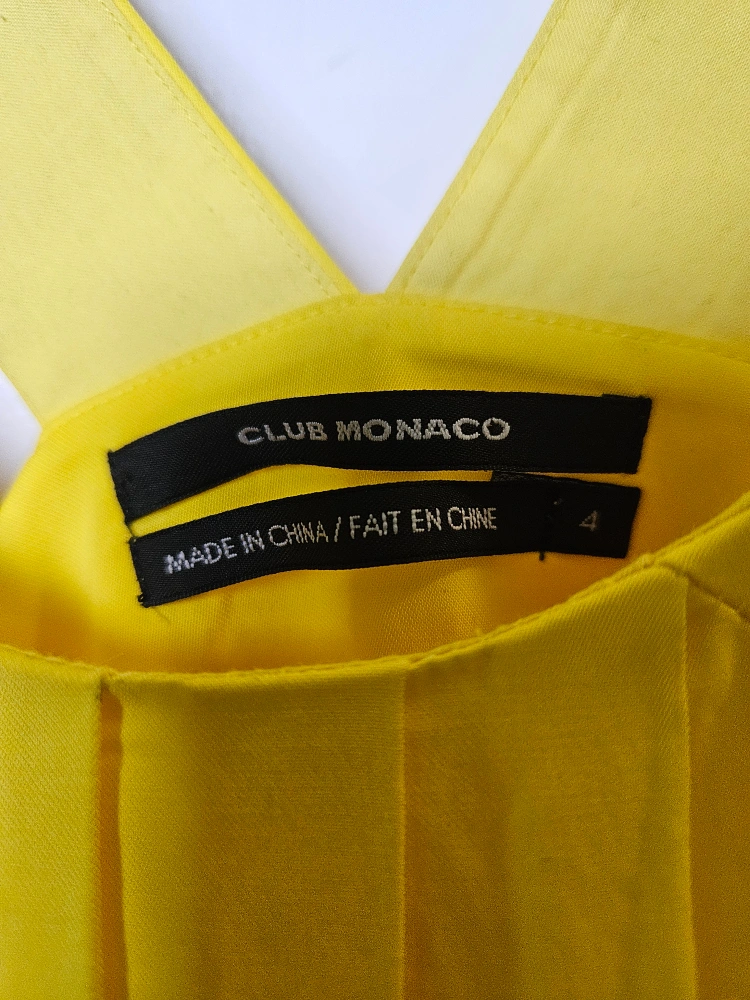 CLUB MONACO
MADE IN CHINA / FAIT EN CHINE 4